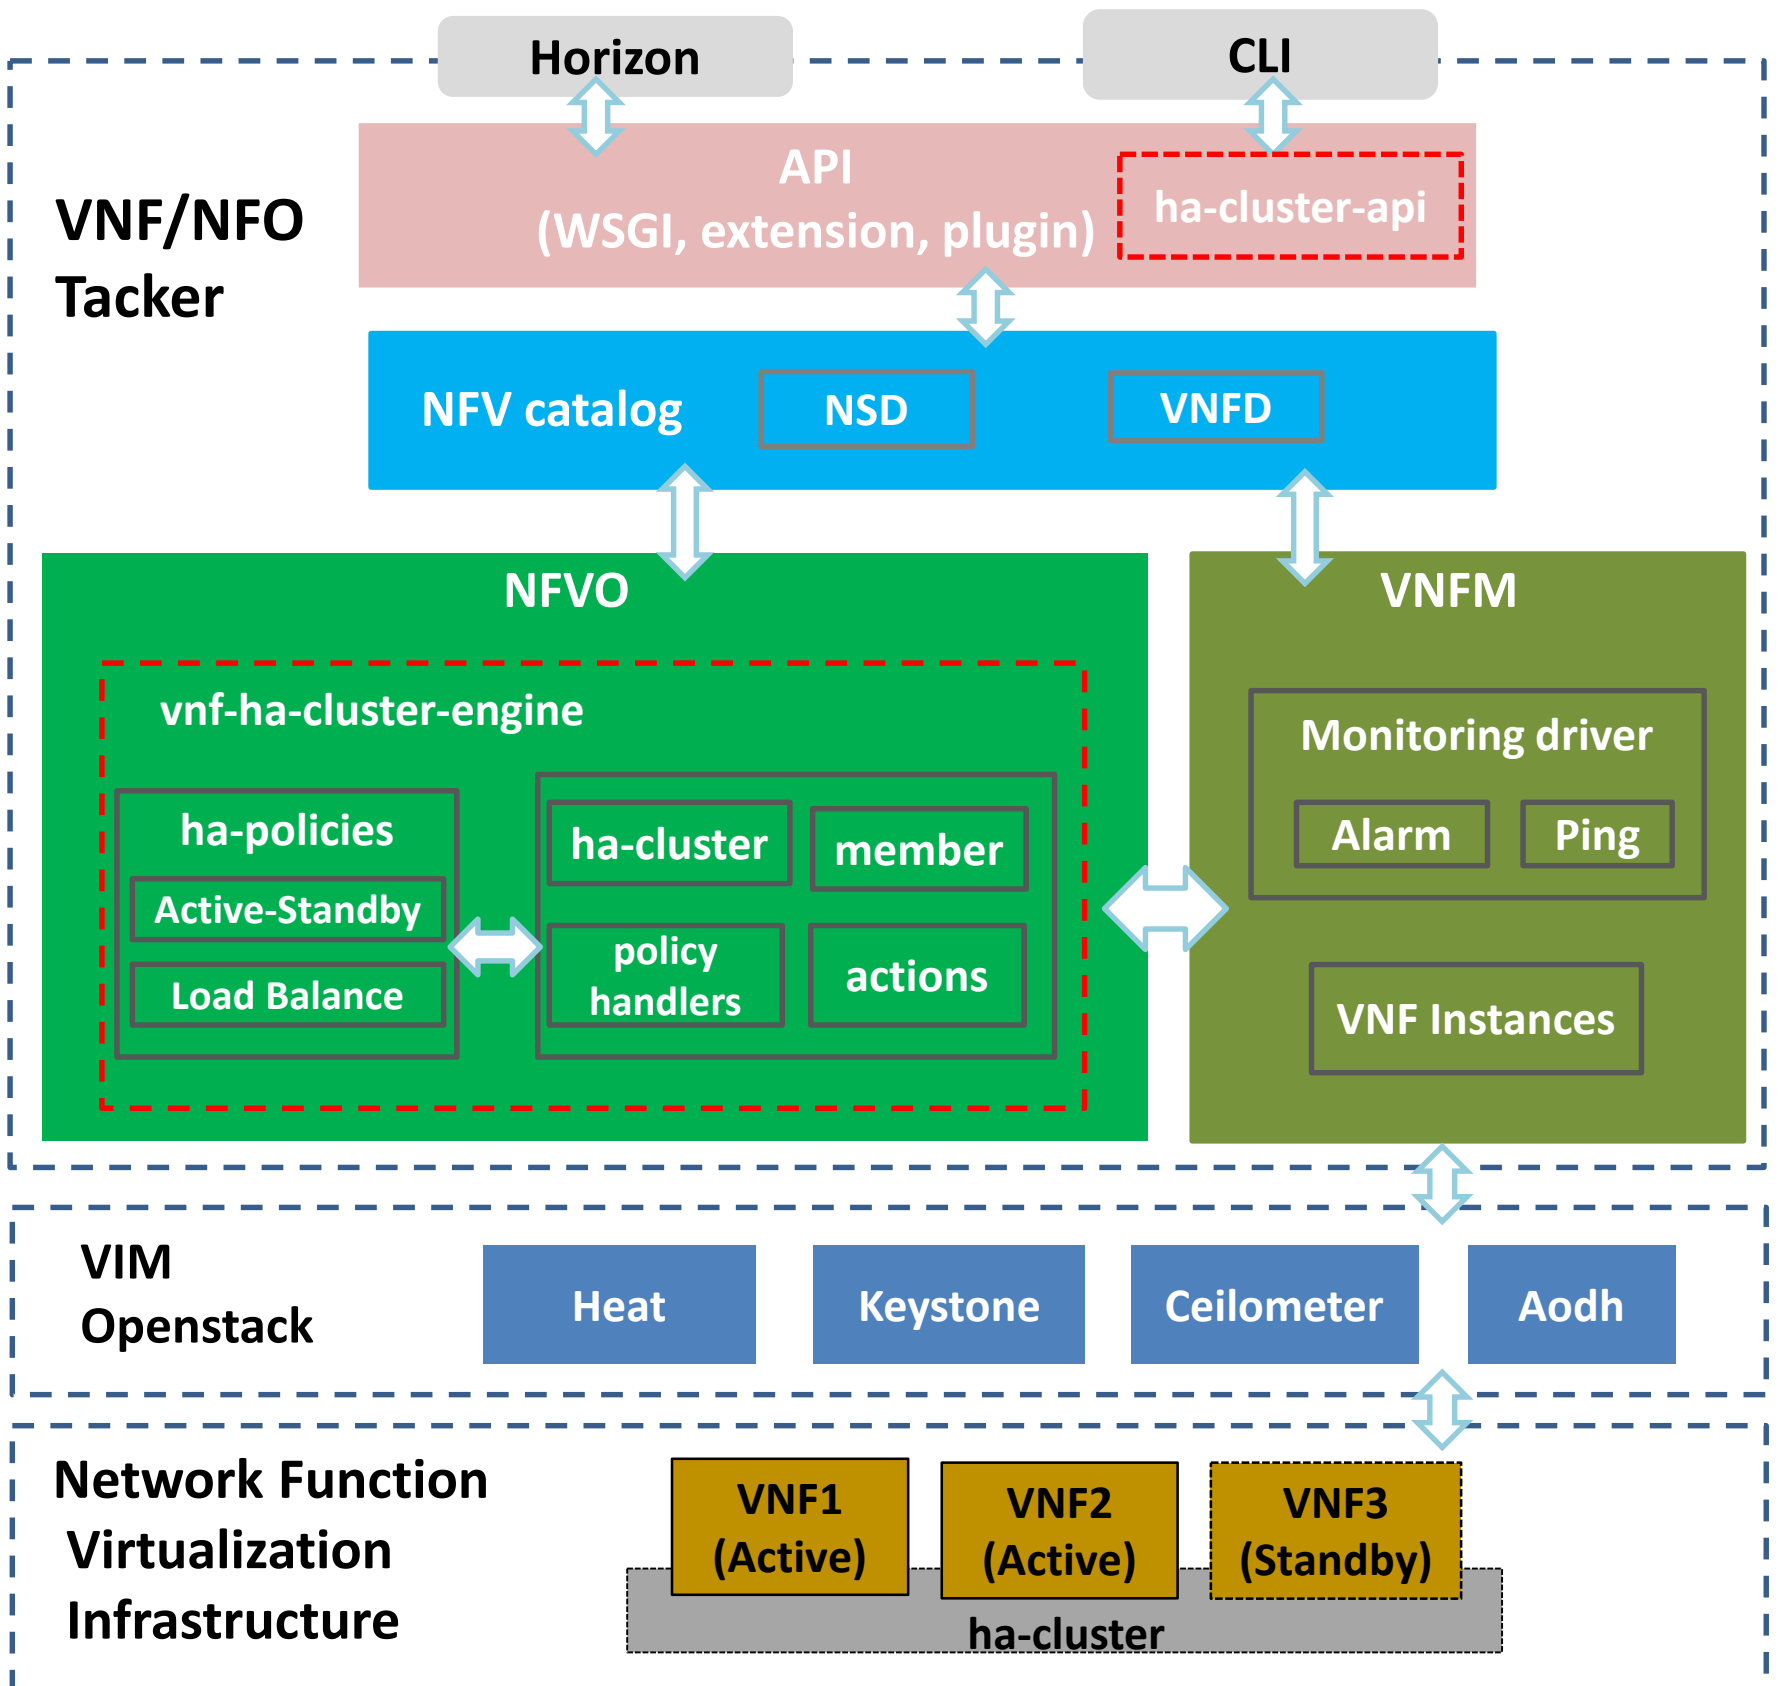 Horizon
CLI
VNF/NFO
Tacker
API
(WSGI, extension, plugin)
ha-cluster-api
NFV catalog
NSD
VNFD
NFVO
vnf-ha-cluster-engine
ha-policies
Active-Standby
Load Balance
ha-cluster
member
policy
handlers
actions
VNFM
Monitoring driver
Alarm
Ping
VNF Instances
VIM
Openstack
Heat
Keystone
Ceilometer
Aodh
Network Function
Virtualization
Infrastructure
VNF1
(Active)
VNF2
(Active)
VNF3
(Standby)
ha-cluster